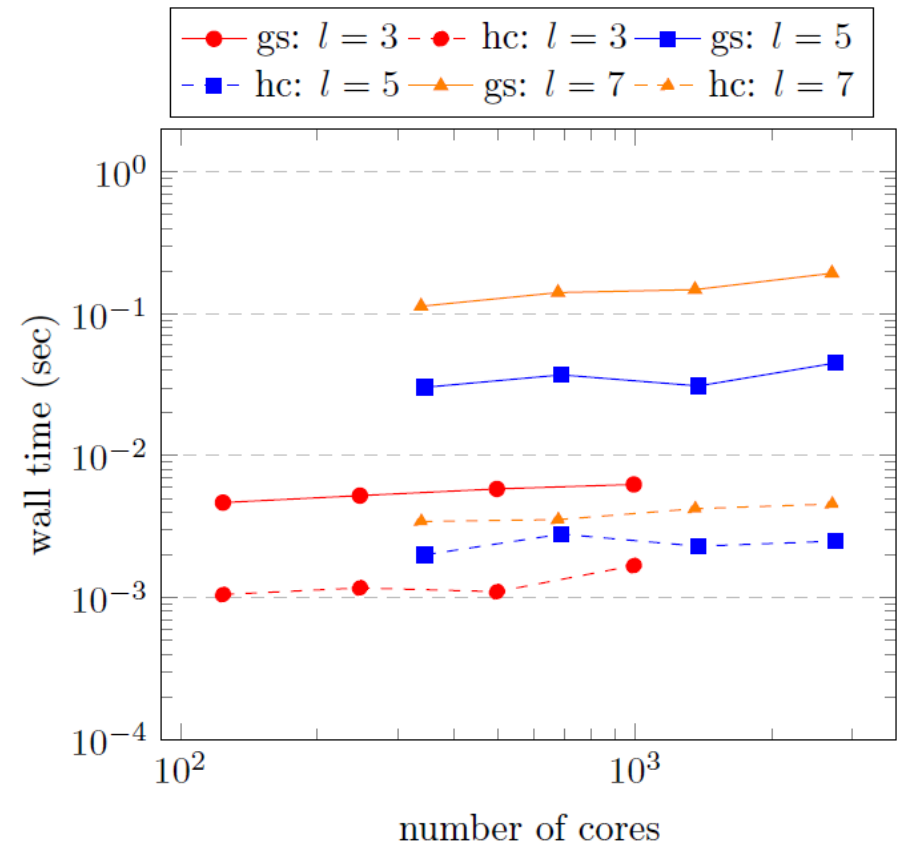 gs: l = 3 hc: l = 3 gs: l = 5
hc: l = 5 gs: l = 7 hc: l = 7
10^0
10^−1
10^−2
10^−3
10^−4
wall time (sec)
10^2 10^3
number of cores